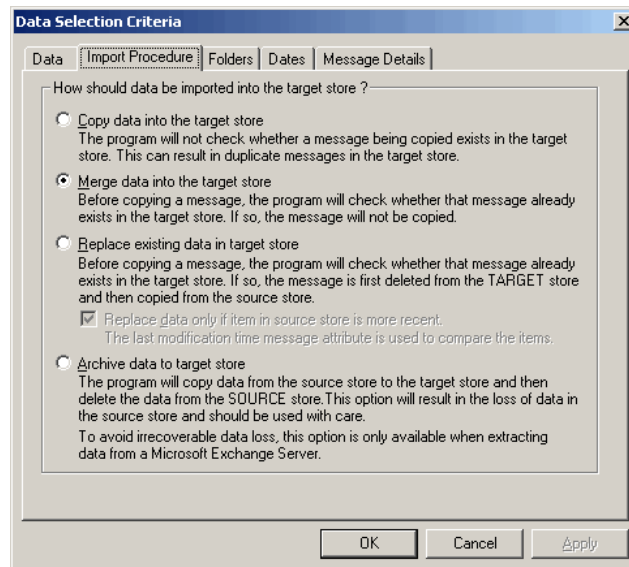 Data Selection Criteria
Data Import Procedure Folders Dates Message Details
How should data be imported into the target store ?
Copy data into the target store
The program will not check whether a message being copied exists in the target
store. This can result in duplicate messages in the target store.
Merge data into the target store
Before copying a message, the program will check whether that message already
exists in the target store. If so, the message will not be copied.
Replace existing data in target store
Before copying a message, the program will check whether that message already
exists in the target store. If so, the message is first deleted from the TARGET store
and then copied from the source store.
Replace data only if item in source store is more recent.
The last modification time message attribute is used to compare the items.
Archive data to target store
The program will copy data from the source store to the target store and then
delete the data from the SOURCE store.This option will result in the loss of data in
the source store and should be used with care.
To avoid irrecoverable data loss, this option is only available when extracting
data from a Microsoft Exchange Server.
OK Cancel Apply